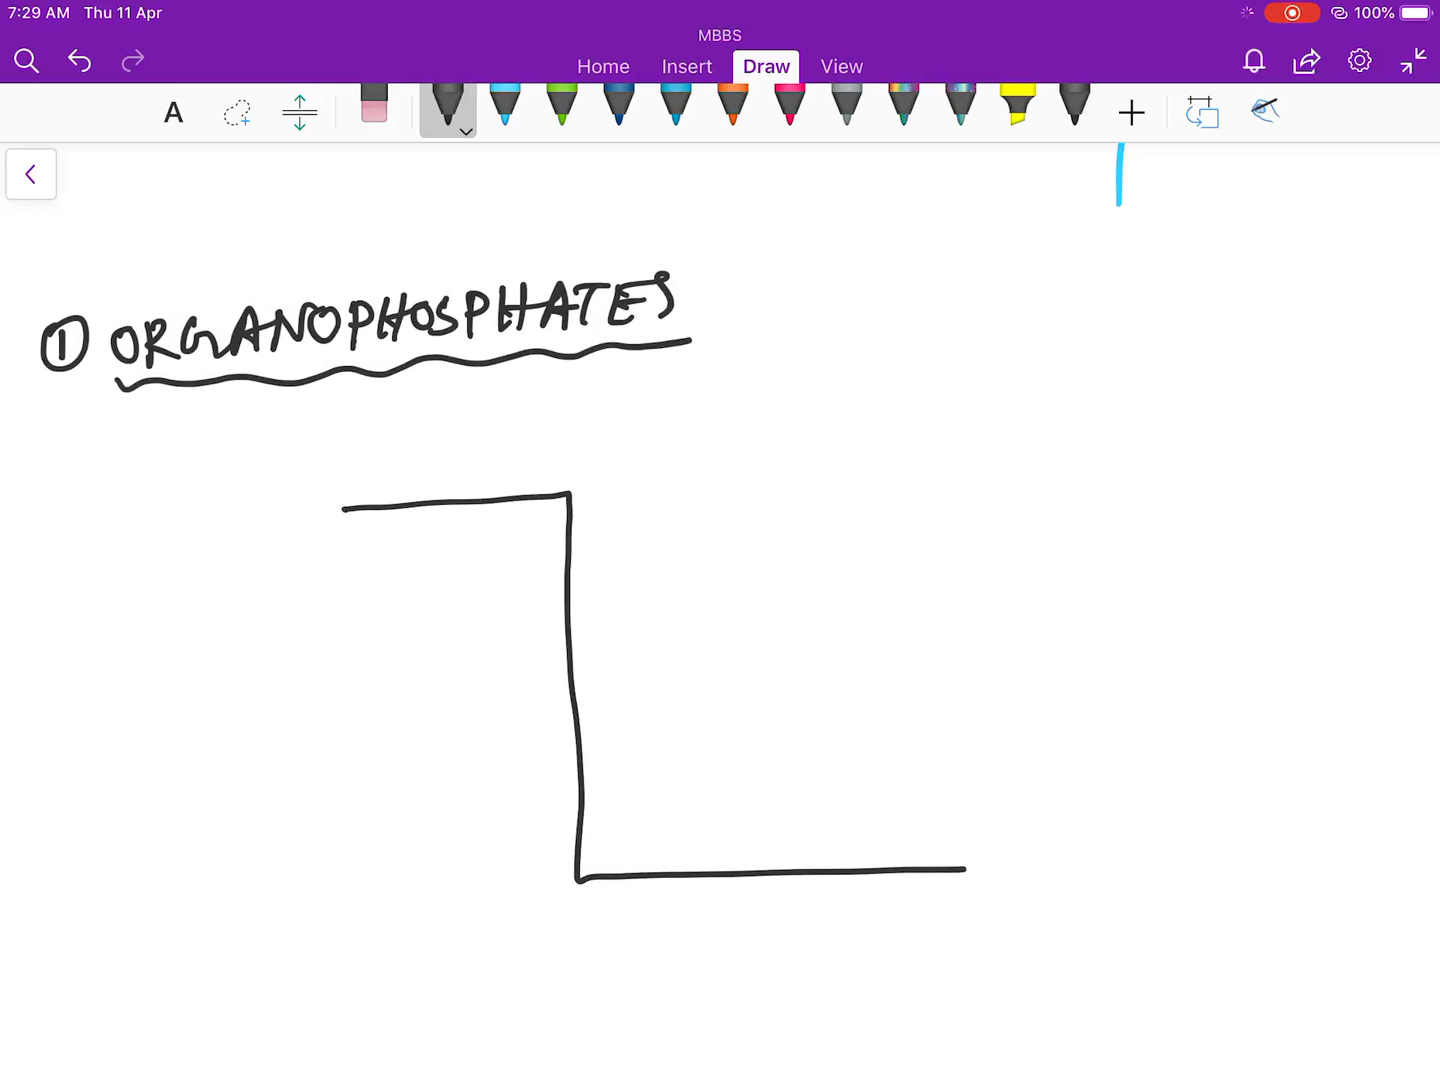 7:29 AM Thu 11 Apr
100%
MBBS
Home Insert Draw View
A
① ORGANOPHOSPHATES